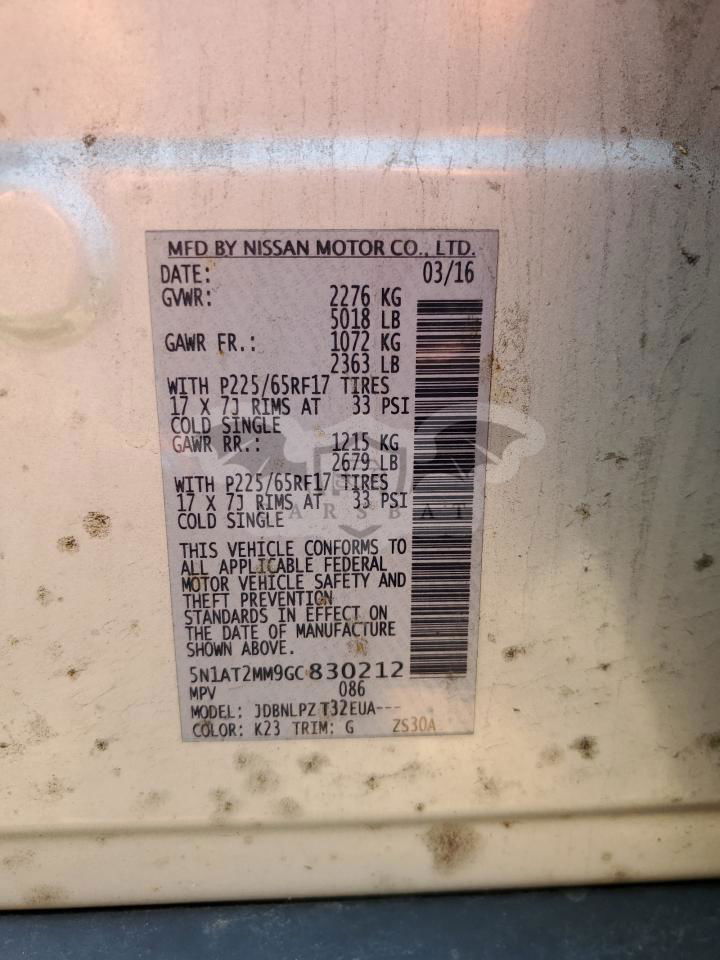 MFD BY NISSAN MOTOR CO., LTD.
DATE: 03/16
GVWR: 2276 KG
5018 LB
GAWR FR.: 1072 KG
2363 LB
WITH P225/65RF17 TIRES
17 X 7J RIMS AT 33 PSI
COLD SINGLE
GAWR RR.: 1215 KG
2679 LB
WITH P225/65RF17 TIRES
17 X 7J RIMS AT 33 PSI
COLD SINGLE
THIS VEHICLE CONFORMS TO
ALL APPLICABLE FEDERAL
MOTOR VEHICLE SAFETY AND
THEFT PREVENTION
STANDARDS IN EFFECT ON
THE DATE OF MANUFACTURE
SHOWN ABOVE.
5N1AT2MM9GC830212
MPV 086
MODEL: JDBNLPZ T32EUA---
COLOR: K23 TRIM: G ZS30A